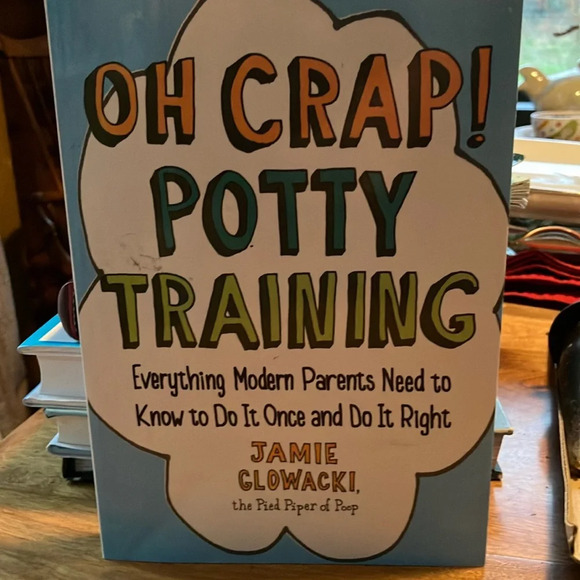 OH CRAP!
POTTY
TRAINING
Everything Modern Parents Need to
Know to Do It Once and Do It Right
JAMIE
GLOWACKI,
the Pied Piper of Poop